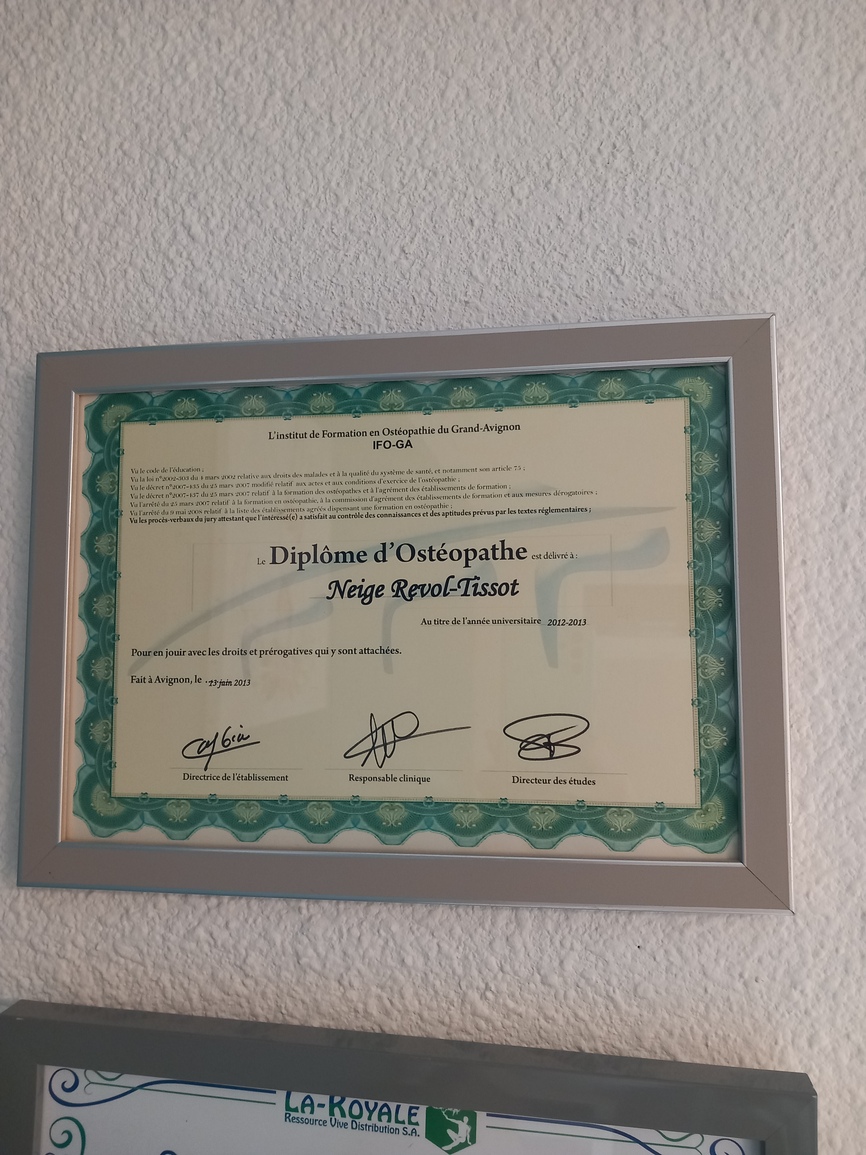 L'institut de Formation en Ostéopathie du Grand-Avignon
IFO-GA
Vu le code de l'éducation ;
Vu la loi n°2002-303 du 4 mars 2002 relative aux droits des malades et à la qualité du système de santé, et notamment son article 75 ;
Vu le décret n°2007-435 du 25 mars 2007 modifié relatif aux actes et aux conditions d'exercice de l'ostéopathie ;
Vu le décret n°2007-437 du 25 mars 2007 relatif à la formation des ostéopathes et à l'agrément des établissements de formation ;
Vu l'arrêté du 25 mars 2007 relatif à la formation en ostéopathie, à la commission d'agrément des établissements de formation et aux mesures dérogatoires ;
Vu l'arrêté du 9 mai 2008 relatif à la liste des établissements agréés dispensant une formation en ostéopathie ;
Vu les procès-verbaux du jury attestant que l'intéressé(e) a satisfait au contrôle des connaissances et des aptitudes prévus par les textes réglementaires ;
Le Diplôme d'Ostéopathe est délivré à :
Neige Revol-Tissot
Au titre de l'année universitaire 2012-2013
Pour en jouir avec les droits et prérogatives qui y sont attachées.
Fait à Avignon, le 23 juin 2013
Directrice de l'établissement
Responsable clinique
Directeur des études
LA-ROYALE
Ressource Vive Distribution S.A.